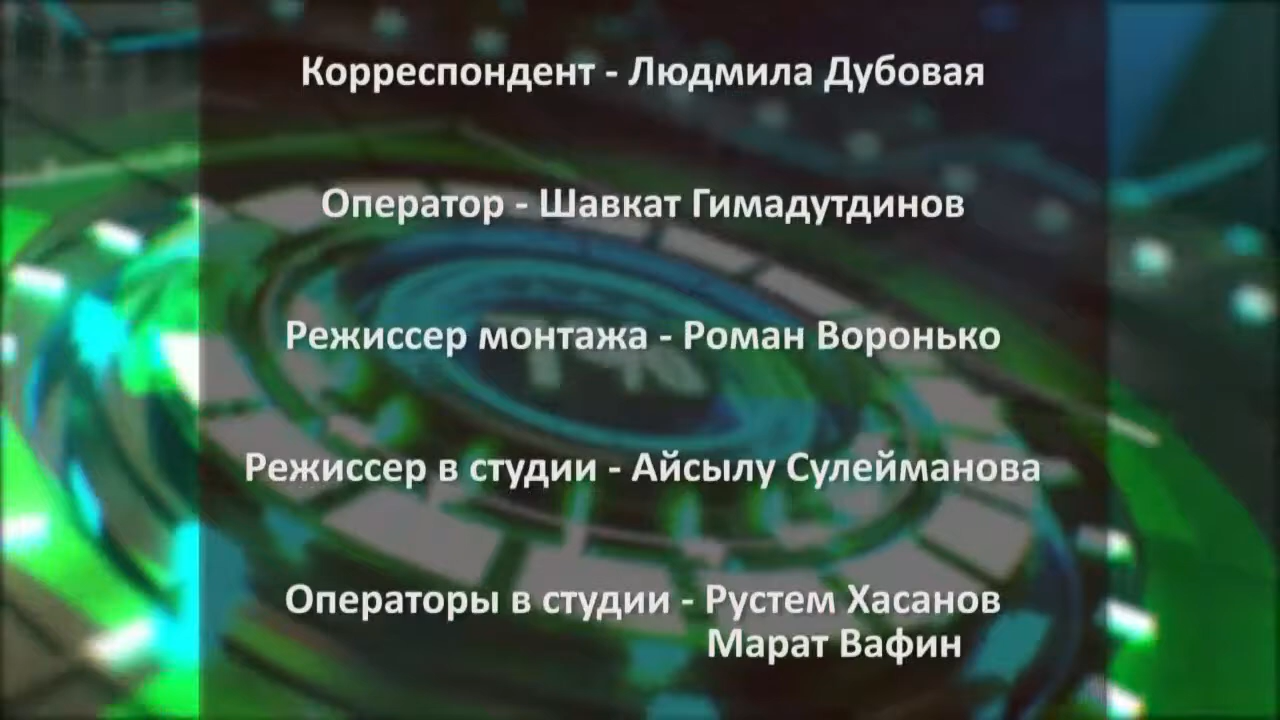 Корреспондент - Людмила Дубовая
Оператор - Шавкат Гимадутдинов
Режиссер монтажа - Роман Воронько
Режиссер в студии - Айсылу Сулейманова
Операторы в студии - Рустем Хасанов
Марат Вафин